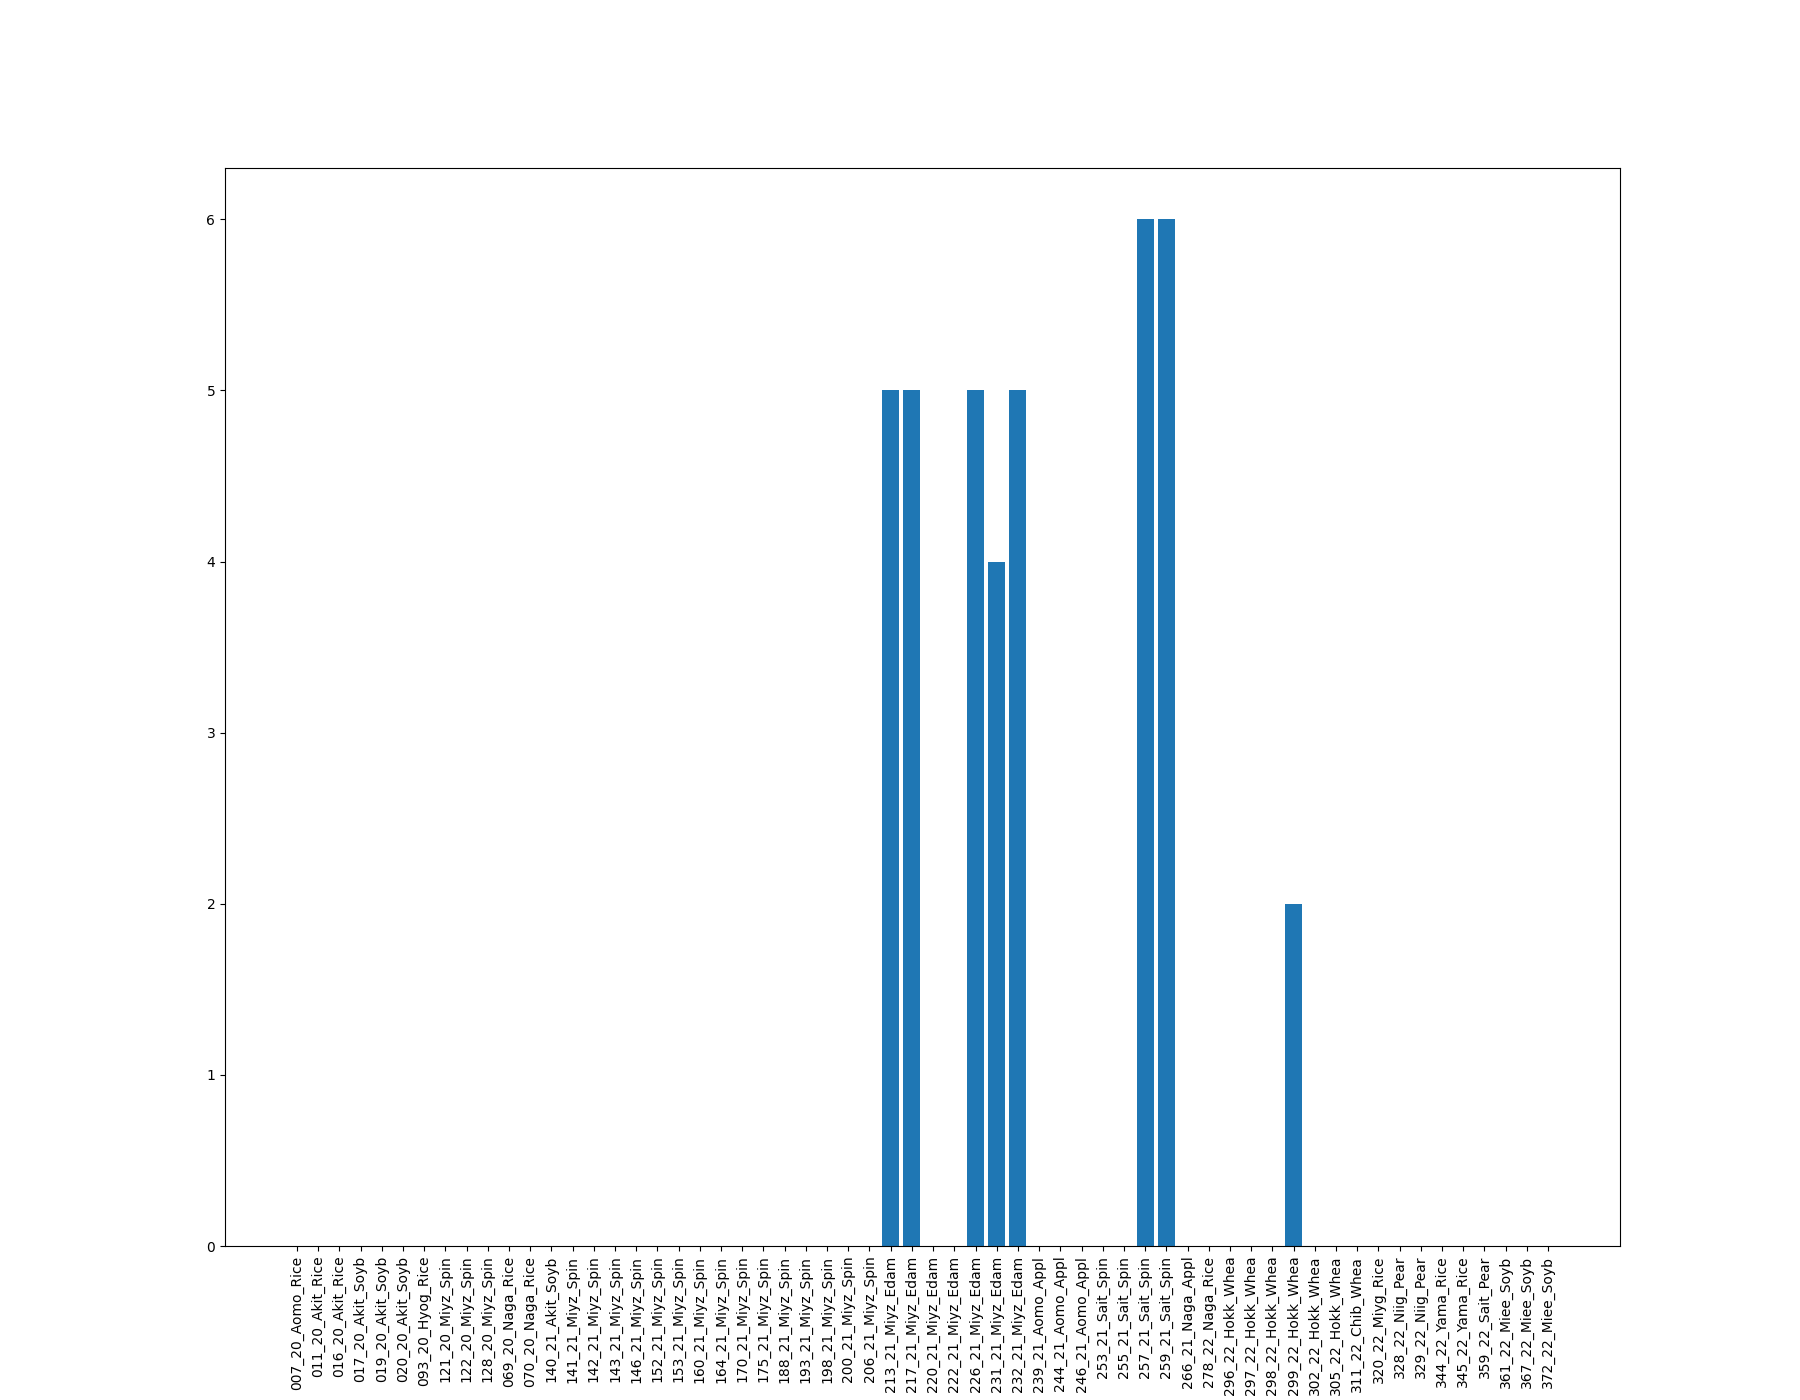 6
5
4
3
2
1
0
007_20_Aomo_Rice
011_20_Akit_Rice
016_20_Akit_Rice
017_20_Akit_Soyb
019_20_Akit_Soyb
020_20_Akit_Soyb
093_20_Hyog_Rice
121_20_Miyz_Spin
122_20_Miyz_Spin
128_20_Miyz_Spin
069_20_Naga_Rice
070_20_Naga_Rice
140_21_Akit_Soyb
141_21_Miyz_Spin
142_21_Miyz_Spin
143_21_Miyz_Spin
146_21_Miyz_Spin
152_21_Miyz_Spin
153_21_Miyz_Spin
160_21_Miyz_Spin
164_21_Miyz_Spin
170_21_Miyz_Spin
175_21_Miyz_Spin
188_21_Miyz_Spin
193_21_Miyz_Spin
198_21_Miyz_Spin
200_21_Miyz_Spin
206_21_Miyz_Spin
213_21_Miyz_Edam
217_21_Miyz_Edam
220_21_Miyz_Edam
222_21_Miyz_Edam
226_21_Miyz_Edam
231_21_Miyz_Edam
232_21_Miyz_Edam
239_21_Aomo_Appl
244_21_Aomo_Appl
246_21_Aomo_Appl
253_21_Sait_Spin
255_21_Sait_Spin
257_21_Sait_Spin
259_21_Sait_Spin
266_21_Naga_Appl
278_22_Naga_Rice
296_22_Hokk_Whea
297_22_Hokk_Whea
298_22_Hokk_Whea
299_22_Hokk_Whea
302_22_Hokk_Whea
305_22_Hokk_Whea
311_22_Chib_Whea
320_22_Miyg_Rice
328_22_Niig_Pear
329_22_Niig_Pear
344_22_Yama_Rice
345_22_Yama_Rice
359_22_Sait_Pear
361_22_Miee_Soyb
367_22_Miee_Soyb
372_22_Miee_Soyb